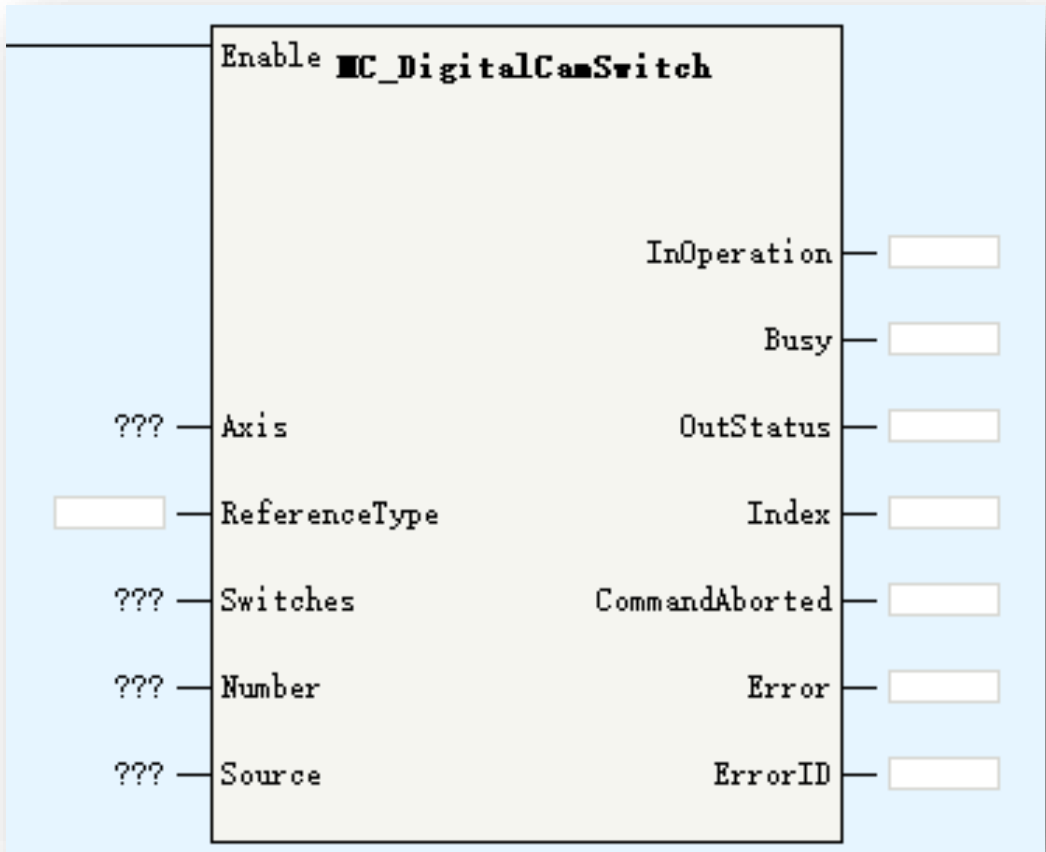 Enable MC_DigitalCamSwitch
InOperation
Busy
??? Axis OutStatus
ReferenceType Index
??? Switches CommandAborted
??? Number Error
??? Source ErrorID